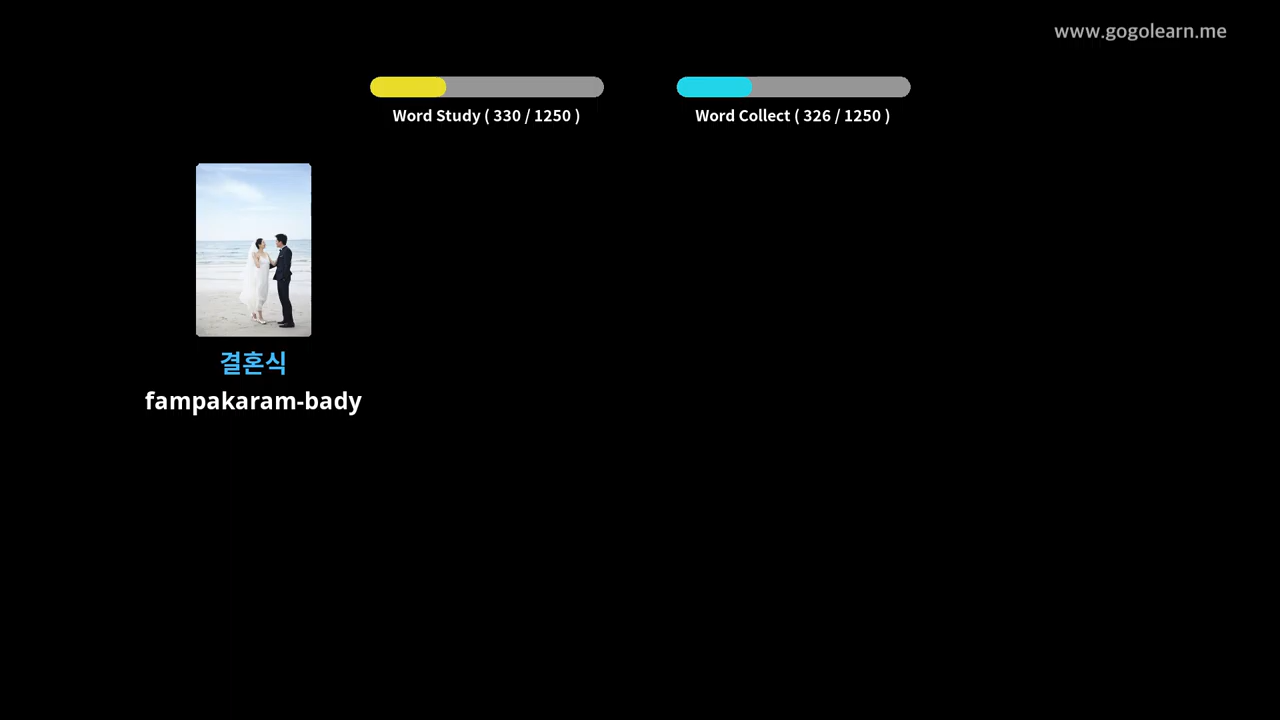 www.gogolearn.me
Word Study ( 330 / 1250 )
Word Collect ( 326 / 1250 )
결혼식
fampakaram-bady